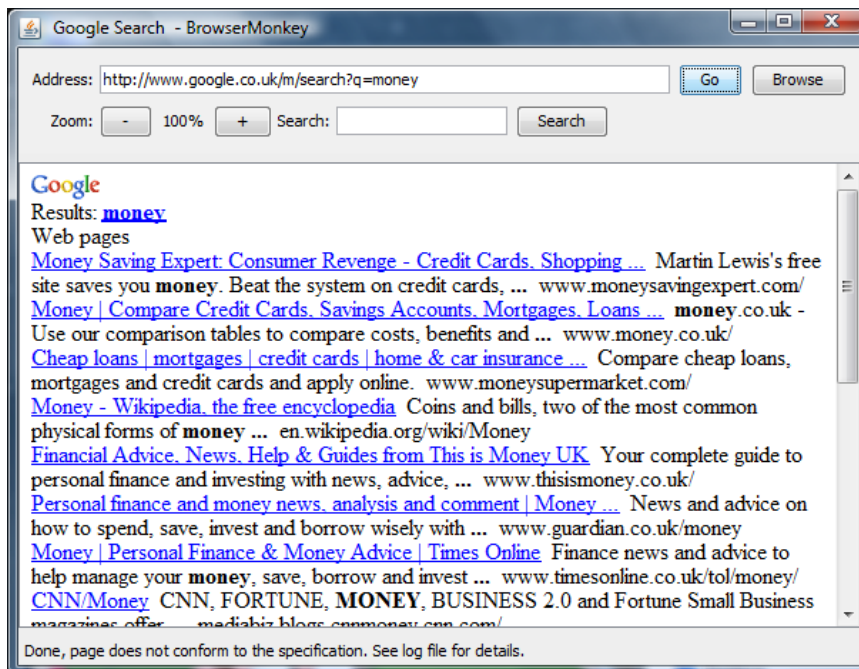 Google Search - BrowserMonkey
Address: http://www.google.co.uk/m/search?q=money Go Browse
Zoom: - 100% + Search: Search
Google
Results: money
Web pages
Money Saving Expert: Consumer Revenge - Credit Cards, Shopping ... Martin Lewis's free
site saves you money. Beat the system on credit cards, ... www.moneysavingexpert.com/
Money | Compare Credit Cards, Savings Accounts, Mortgages, Loans ... money.co.uk -
Use our comparison tables to compare costs, benefits and ... www.money.co.uk/
Cheap loans | mortgages | credit cards | home & car insurance ... Compare cheap loans,
mortgages and credit cards and apply online. www.moneysupermarket.com/
Money - Wikipedia, the free encyclopedia Coins and bills, two of the most common
physical forms of money ... en.wikipedia.org/wiki/Money
Financial Advice, News, Help & Guides from This is Money UK Your complete guide to
personal finance and investing with news, advice, ... www.thisismoney.co.uk/
Personal finance and money news, analysis and comment | Money ... News and advice on
how to spend, save, invest and borrow wisely with ... www.guardian.co.uk/money
Money | Personal Finance & Money Advice | Times Online Finance news and advice to
help manage your money, save, borrow and invest ... www.timesonline.co.uk/tol/money/
CNN/Money CNN, FORTUNE, MONEY, BUSINESS 2.0 and Fortune Small Business
magazines offer ... mediabiz.blogs.cnnmoney.cnn.com/
Done, page does not conform to the specification. See log file for details.